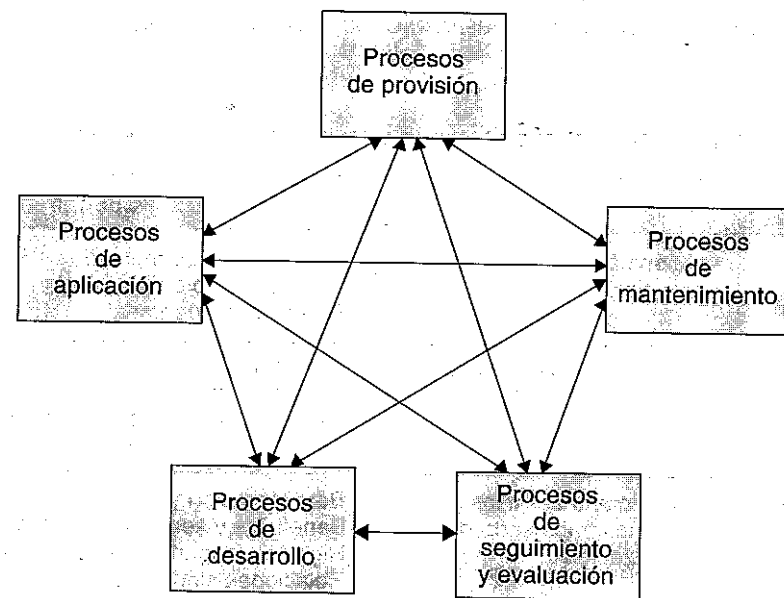 Procesos
de provisión
Procesos
de
aplicación
Procesos
de
mantenimiento
Procesos
de
desarrollo
Procesos
de
seguimiento
y evaluación